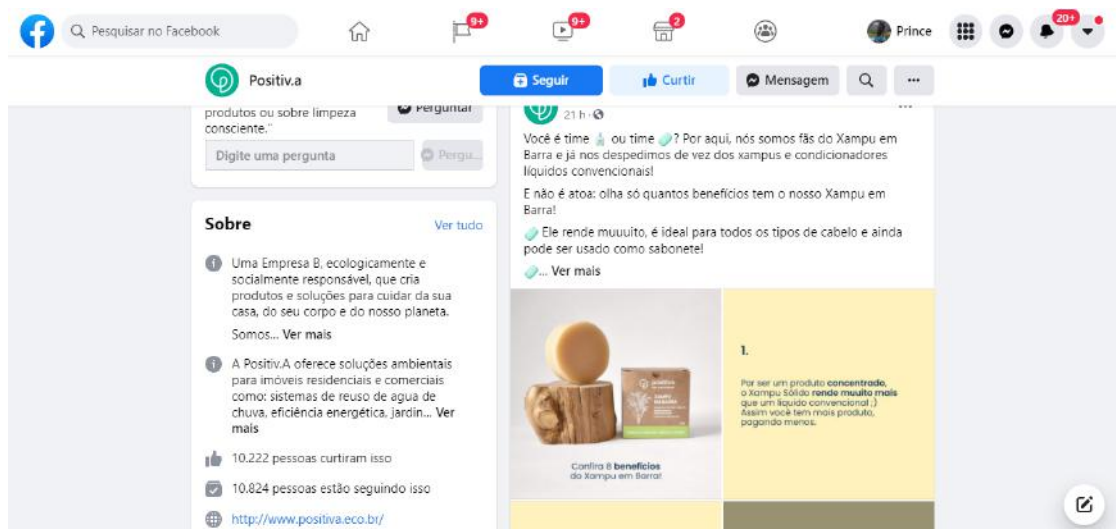 Pesquisar no Facebook
9+
9+
2
Prince
20+
Positiv.a
Seguir
Curtir
Mensagem
produtos ou sobre limpeza
consciente."
Perguntar
Digite uma pergunta
Pergu...
Sobre
Ver tudo
Uma Empresa B, ecologicamente e
socialmente responsável, que cria
produtos e soluções para cuidar da sua
casa, do seu corpo e do nosso planeta.
Somos... Ver mais
A Positiv.A oferece soluções ambientais
para imóveis residenciais e comerciais
como: sistemas de reuso de agua de
chuva, eficiência energética, jardin... Ver
mais
10.222 pessoas curtiram isso
10.824 pessoas estão seguindo isso
http://www.positiva.eco.br/
21 h
Você é time ou time ? Por aqui, nós somos fãs do Xampu em
Barra e já nos despedimos de vez dos xampus e condicionadores
líquidos convencionais!
E não é atoa: olha só quantos benefícios tem o nosso Xampu em
Barra!
Ele rende muuuito, é ideal para todos os tipos de cabelo e ainda
pode ser usado como sabonete!
... Ver mais
positiva
Confira 8 benefícios
do Xampu em Barra!
1.
Por ser um produto concentrado,
o Xampu Sólido rende muuito mais
que um líquido convencional ;)
Assim você tem mais produto,
pagando menos.